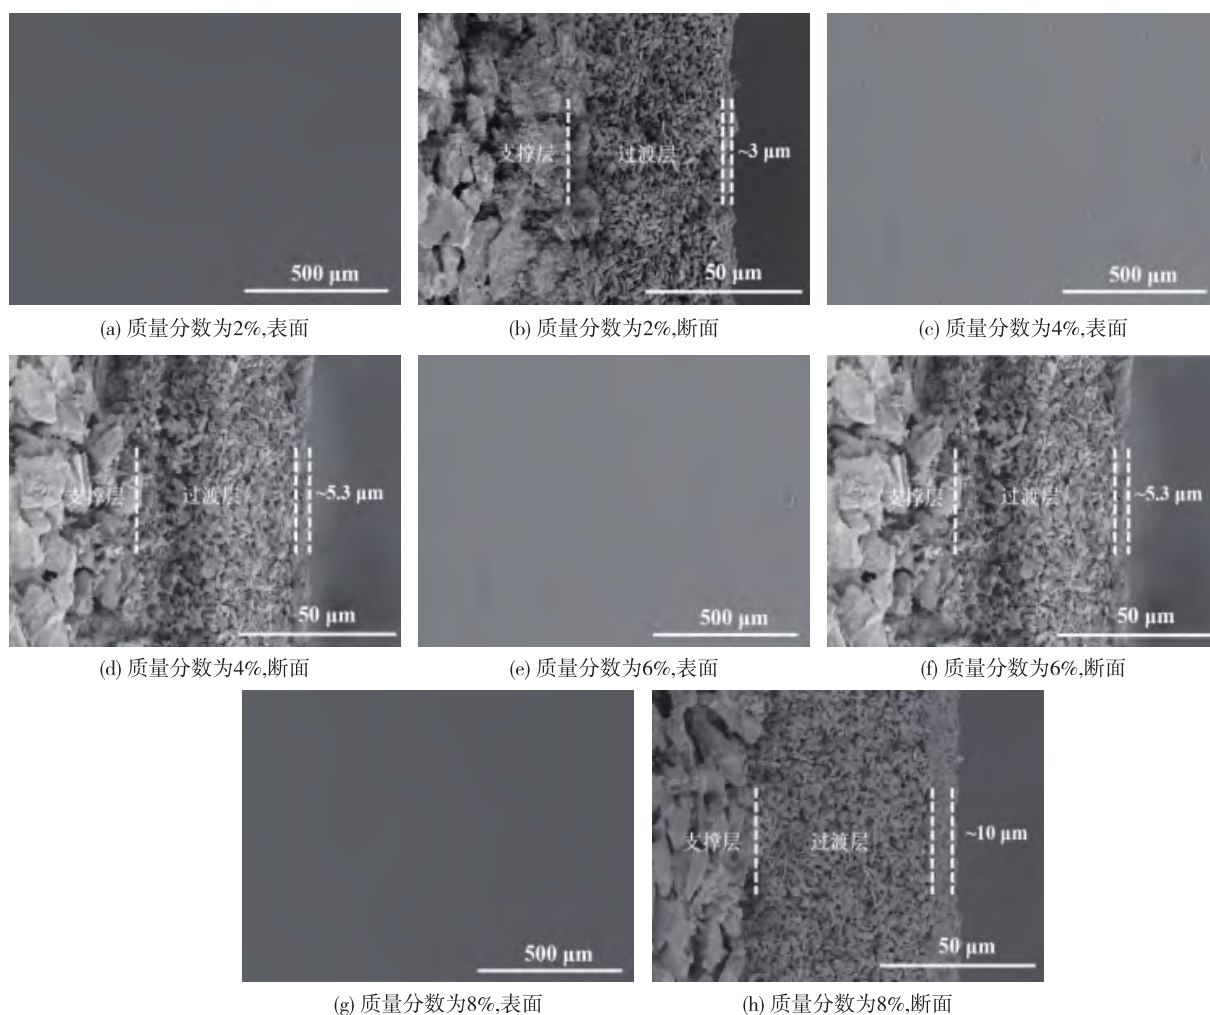 500 μm
支撑层 过渡层 ~3 μm
50 μm
500 μm
(a) 质量分数为2%,表面
(b) 质量分数为2%,断面
(c) 质量分数为4%,表面
支撑层 过渡层 ~5.3 μm
50 μm
500 μm
支撑层 过渡层 ~5.3 μm
50 μm
(d) 质量分数为4%,断面
(e) 质量分数为6%,表面
(f) 质量分数为6%,断面
500 μm
支撑层 过渡层 ~10 μm
50 μm
(g) 质量分数为8%,表面
(h) 质量分数为8%,断面